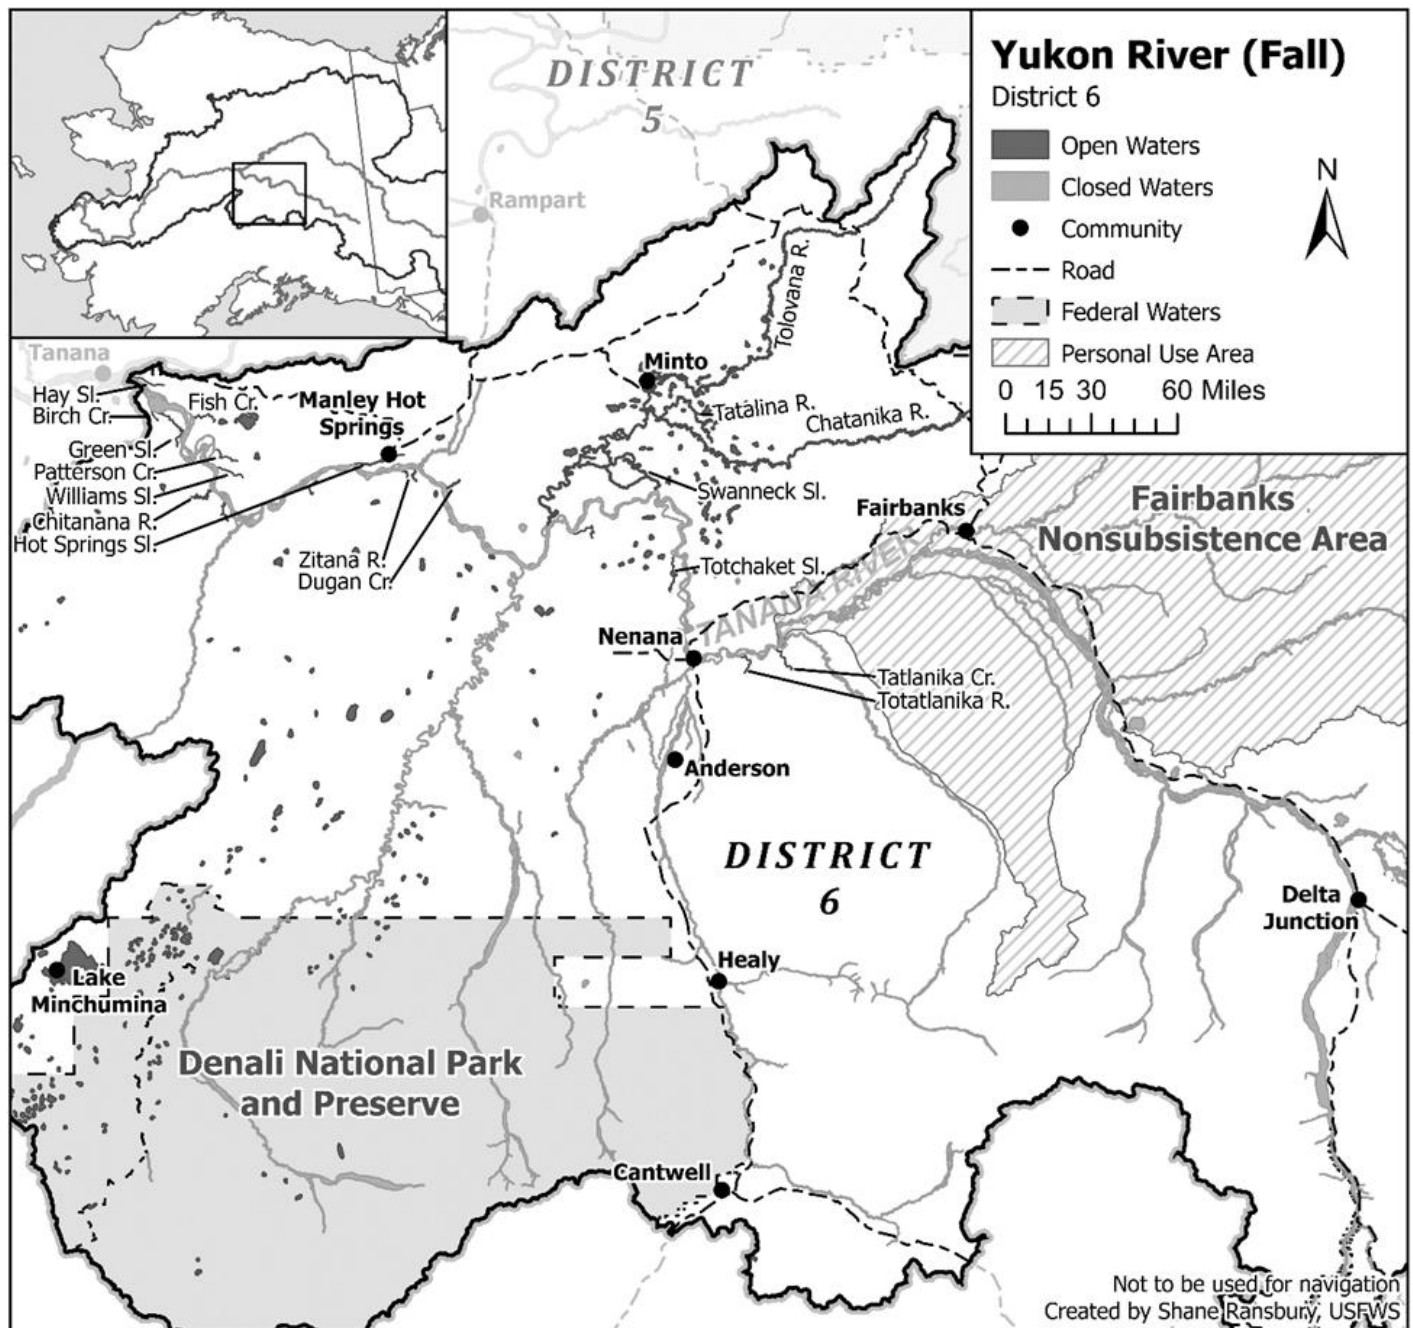 DISTRICT
5
Rampart
Yukon River (Fall)
District 6
Open Waters
Closed Waters
Community
Road
Federal Waters
Personal Use Area
N
0 15 30 60 Miles
Tanana
Hay Sl.
Birch Cr.
Fish Cr.
Green Sl.
Patterson Cr.
Williams Sl.
Chitanana R.
Hot Springs Sl.
Manley Hot
Springs
Zitana R.
Dugan Cr.
Minto
Tolovana R.
Tatalina R.
Chatanika R.
Swanneck Sl.
Totchaket Sl.
Fairbanks
Fairbanks
Nonsubsistence Area
TANANA RIVER
Nenana
Tatlanika Cr.
Totatlanika R.
Anderson
DISTRICT
6
Delta
Junction
Healy
Lake
Minchumina
Denali National Park
and Preserve
Cantwell
Not to be used for navigation
Created by Shane Ransbury, USFWS